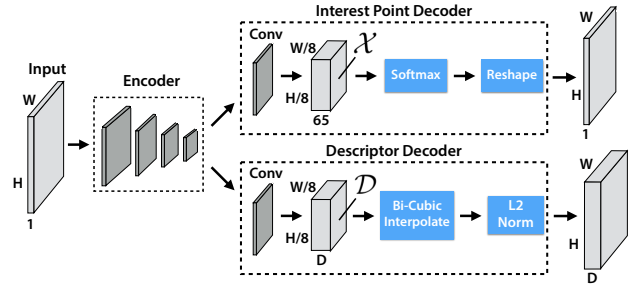 Interest Point Decoder
Conv
W/8
H/8
65
𝒳
Softmax
Reshape
W
H
1
Input
W
H
1
Encoder
Descriptor Decoder
Conv
W/8
H/8
D
𝒟
Bi-Cubic
Interpolate
L2
Norm
W
H
D